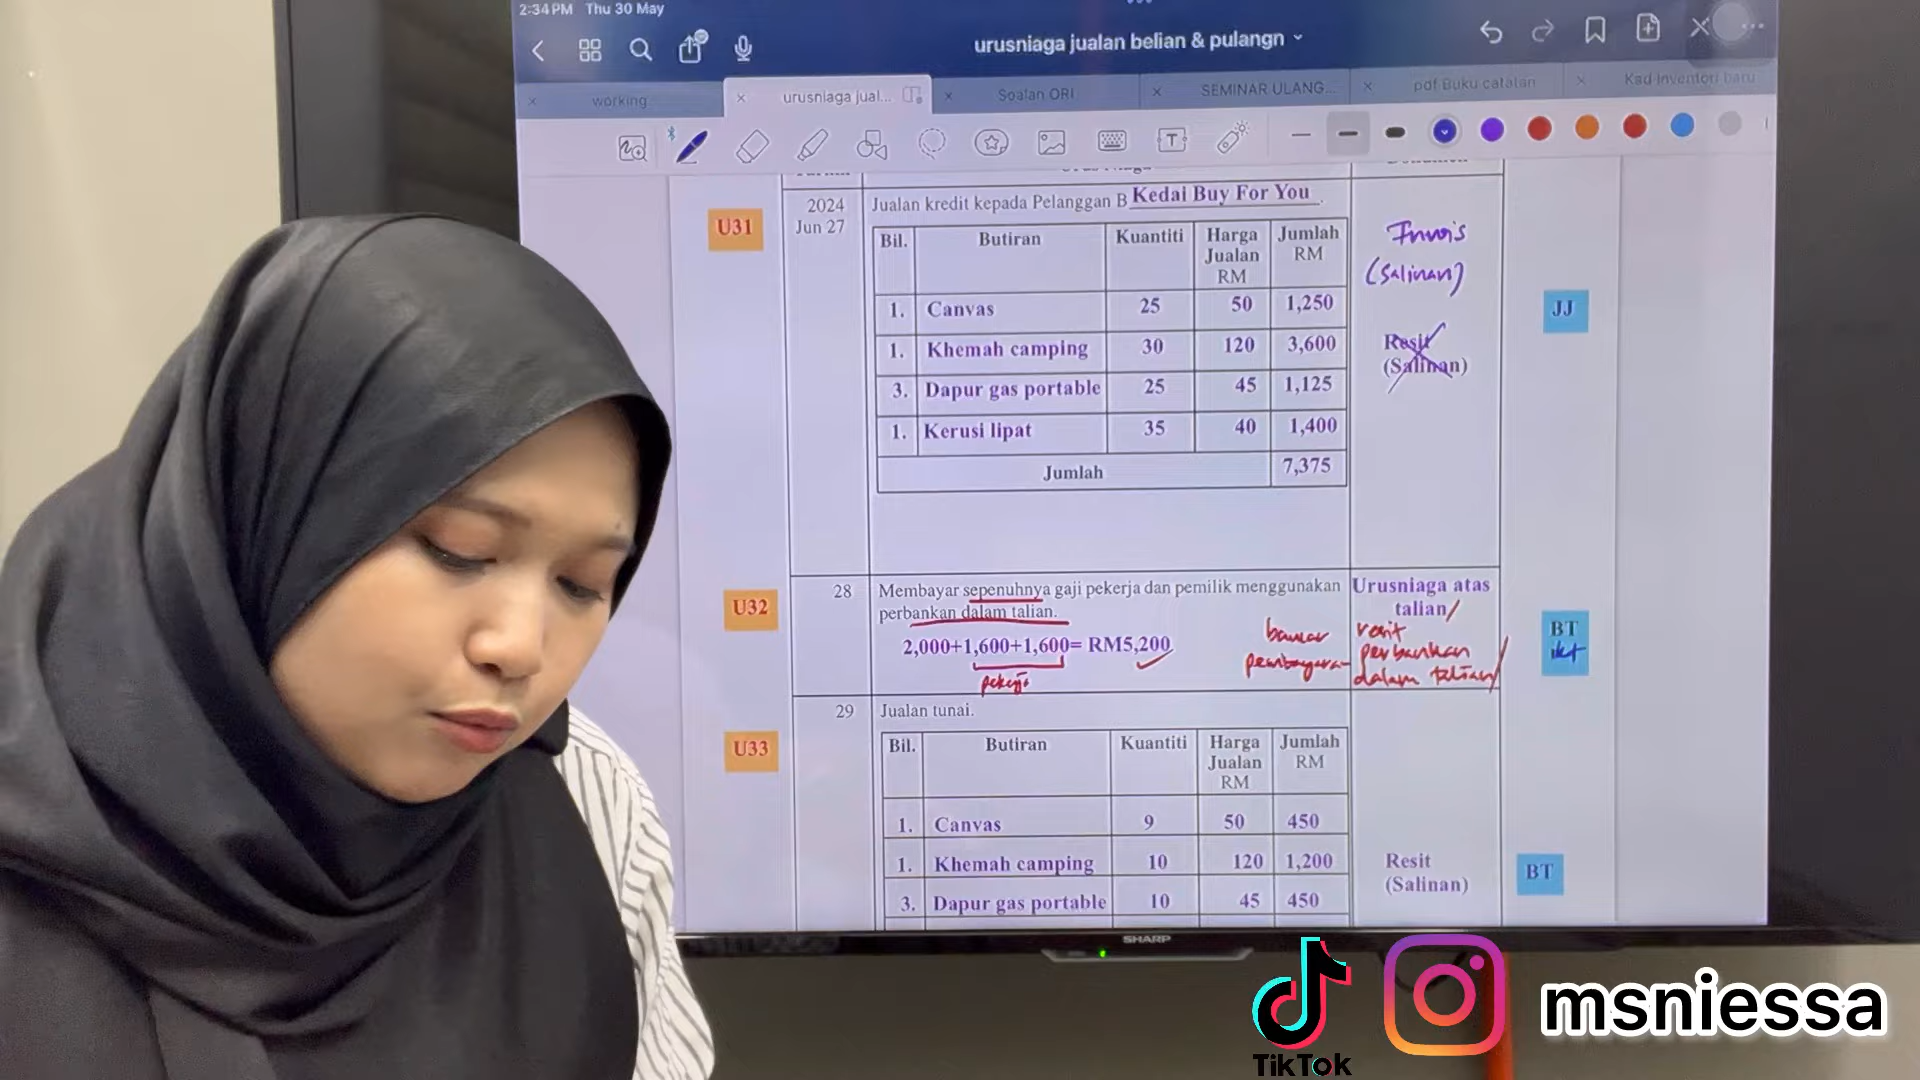 2:34 PM Thu 30 May
urusniaga jualan belian & pulangn
working
urusniaga jual...
Soalan ORI
SEMINAR ULANG...
pdf Buku catatan
Kad inventori baru
U31
2024
Jun 27
Jualan kredit kepada Pelanggan B Kedai Buy For You.
Bil. Butiran Kuantiti Harga Jualan RM Jumlah RM
1. Canvas 25 50 1,250
1. Khemah camping 30 120 3,600
3. Dapur gas portable 25 45 1,125
1. Kerusi lipat 35 40 1,400
Jumlah 7,375
Invois
(Salinan)
Resit
(Salinan)
JJ
U32
28
Membayar sepenuhnya gaji pekerja dan pemilik menggunakan
perbankan dalam talian.
2,000+1,600+1,600= RM5,200
pekerja
Urusniaga atas
talian/
resit
perbankan
dalam talian/
BT
U33
29
Jualan tunai.
Bil. Butiran Kuantiti Harga Jualan RM Jumlah RM
1. Canvas 9 50 450
1. Khemah camping 10 120 1,200
3. Dapur gas portable 10 45 450
Resit
(Salinan)
BT
SHARP
TikTok
msniessa